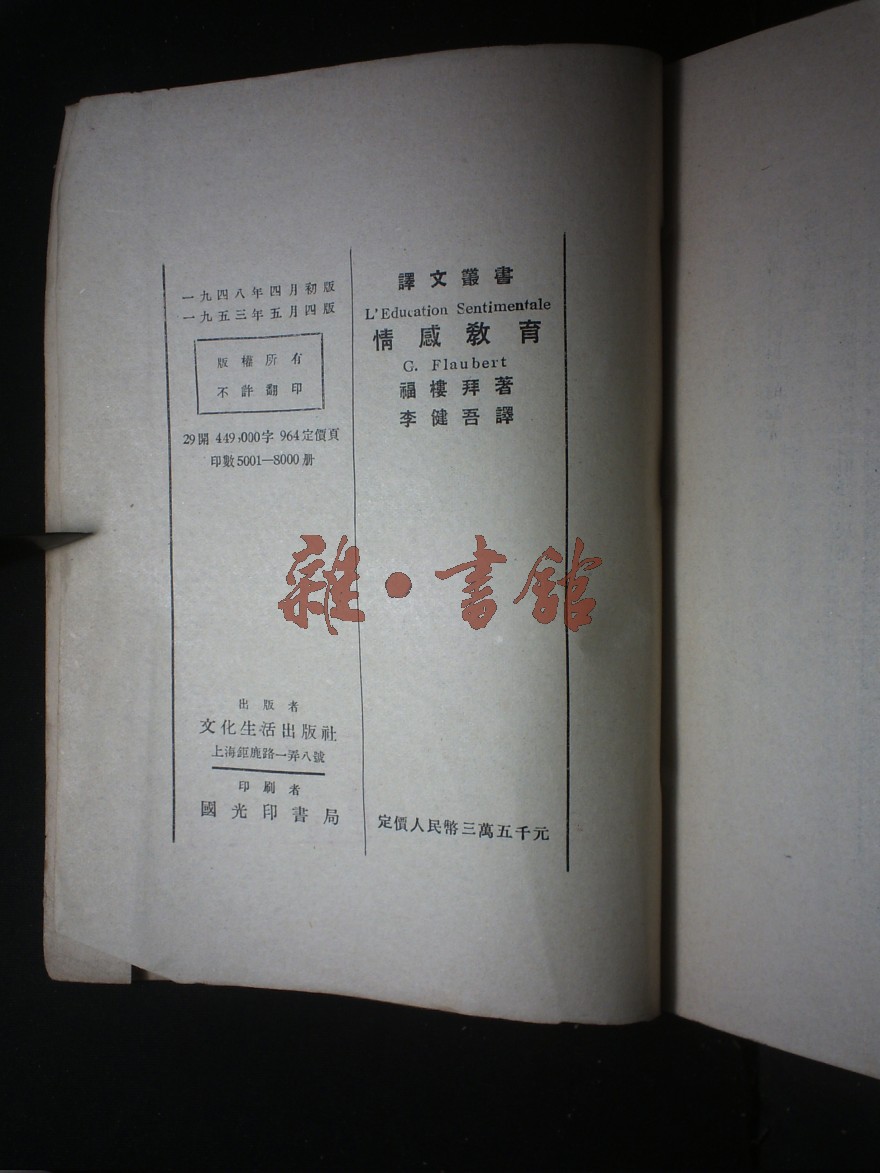 譯文叢書
L'Education Sentimentale
情感教育
G. Flaubert
福樓拜著
李健吾譯
定價人民幣三萬五千元
一九四八年四月初版
一九五三年五月四版
版權所有
不許翻印
29開 449,000字 964定價頁
印數5001—8000册
出版者
文化生活出版社
上海鉅鹿路一弄八號
印刷者
國光印書局
雜·書館